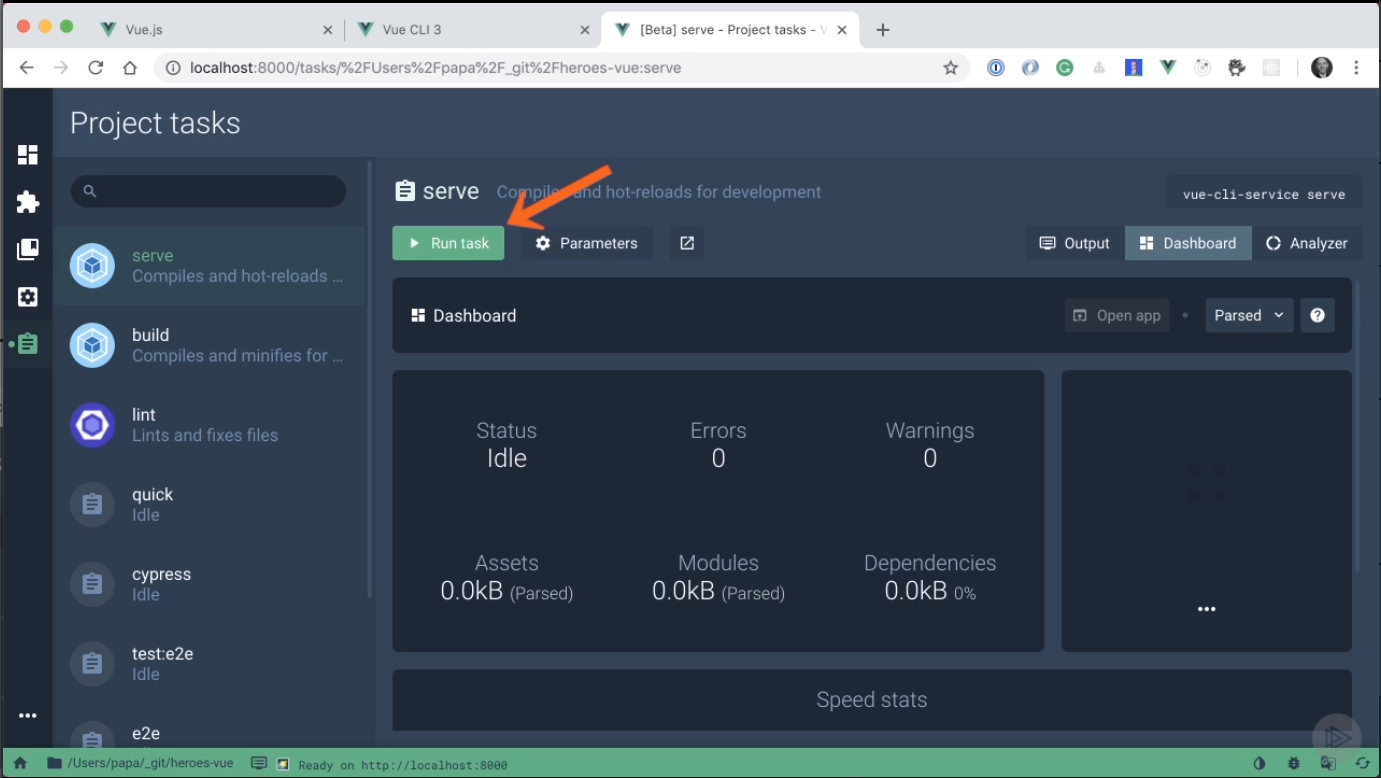 Vue.js
Vue CLI 3
[Beta] serve - Project tasks - V
localhost:8000/tasks/%2FUsers%2Fpapa%2F_git%2Fheroes-vue:serve
Project tasks
serve
Compiles and hot-reloads for development
vue-cli-service serve
Run task
Parameters
Output
Dashboard
Analyzer
serve
Compiles and hot-reloads ...
build
Compiles and minifies for ...
lint
Lints and fixes files
quick
Idle
cypress
Idle
test:e2e
Idle
e2e
Dashboard
Open app
Parsed
?
Status
Idle
Errors
0
Warnings
0
Assets
0.0kB (Parsed)
Modules
0.0kB (Parsed)
Dependencies
0.0kB 0%
Speed stats
/Users/papa/_git/heroes-vue
Ready on http://localhost:8000